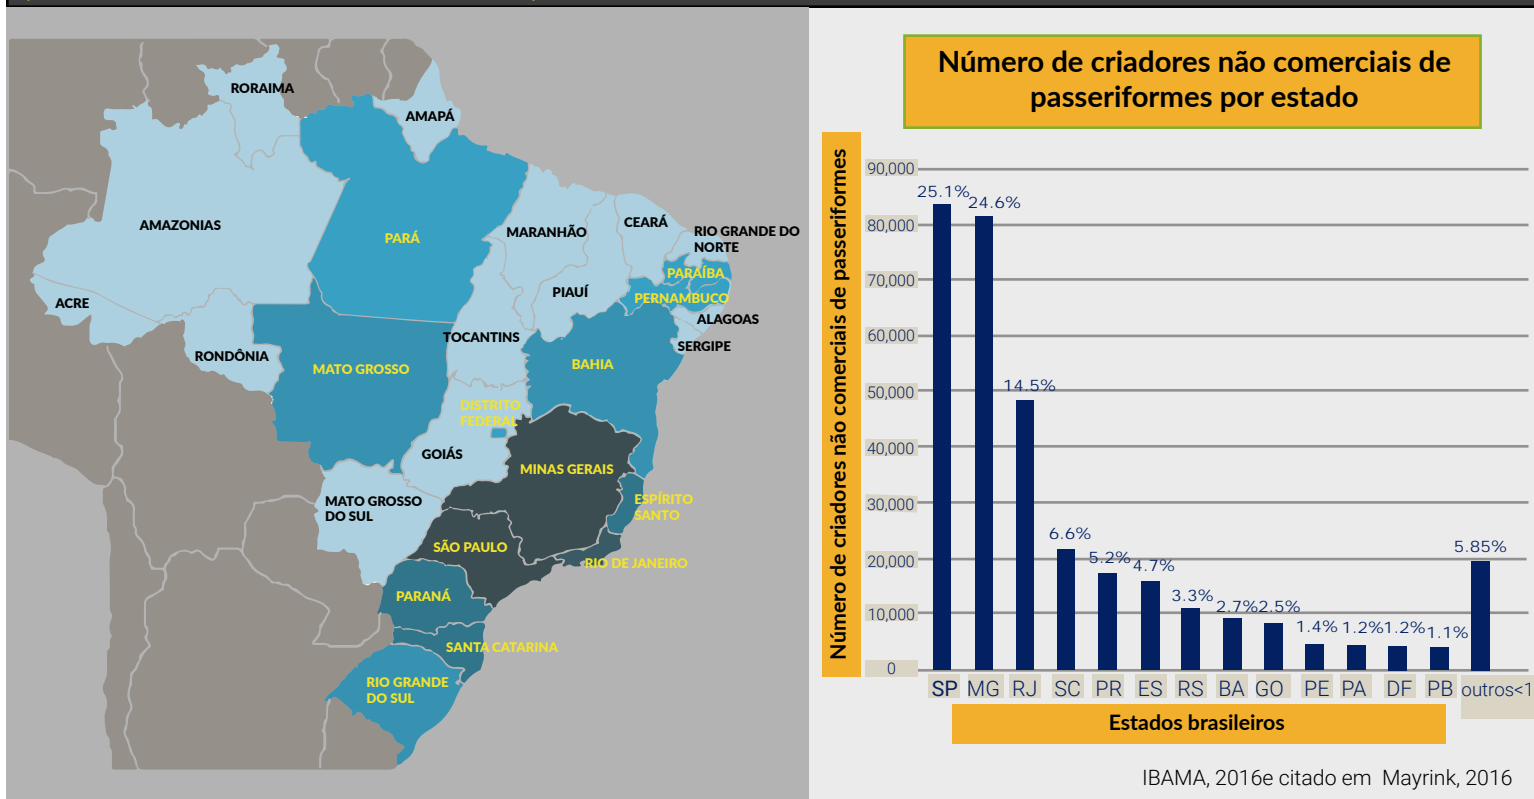 RORAIMA
AMAPÁ
AMAZONIAS
PARÁ
MARANHÃO
CEARÁ
RIO GRANDE DO
NORTE
PARAÍBA
PERNAMBUCO
PIAUÍ
ACRE
ALAGOAS
SERGIPE
TOCANTINS
RONDÔNIA
MATO GROSSO
BAHIA
DISTRITO
FEDERAL
GOIÁS
MINAS GERAIS
MATO GROSSO
DO SUL
ESPÍRITO
SANTO
SÃO PAULO
RIO DE JANEIRO
PARANÁ
SANTA CATARINA
RIO GRANDE
DO SUL
Número de criadores não comerciais de
passeriformes por estado
Número de criadores não comerciais de passeriformes
90,000
80,000
70,000
60,000
50,000
40,000
30,000
20,000
10,000
0
25.1%
24.6%
14.5%
6.6%
5.2%
4.7%
3.3%
2.7%
2.5%
1.4%
1.2%
1.2%
1.1%
5.85%
SP MG RJ SC PR ES RS BA GO PE PA DF PB outros<1
Estados brasileiros
IBAMA, 2016e citado em Mayrink, 2016